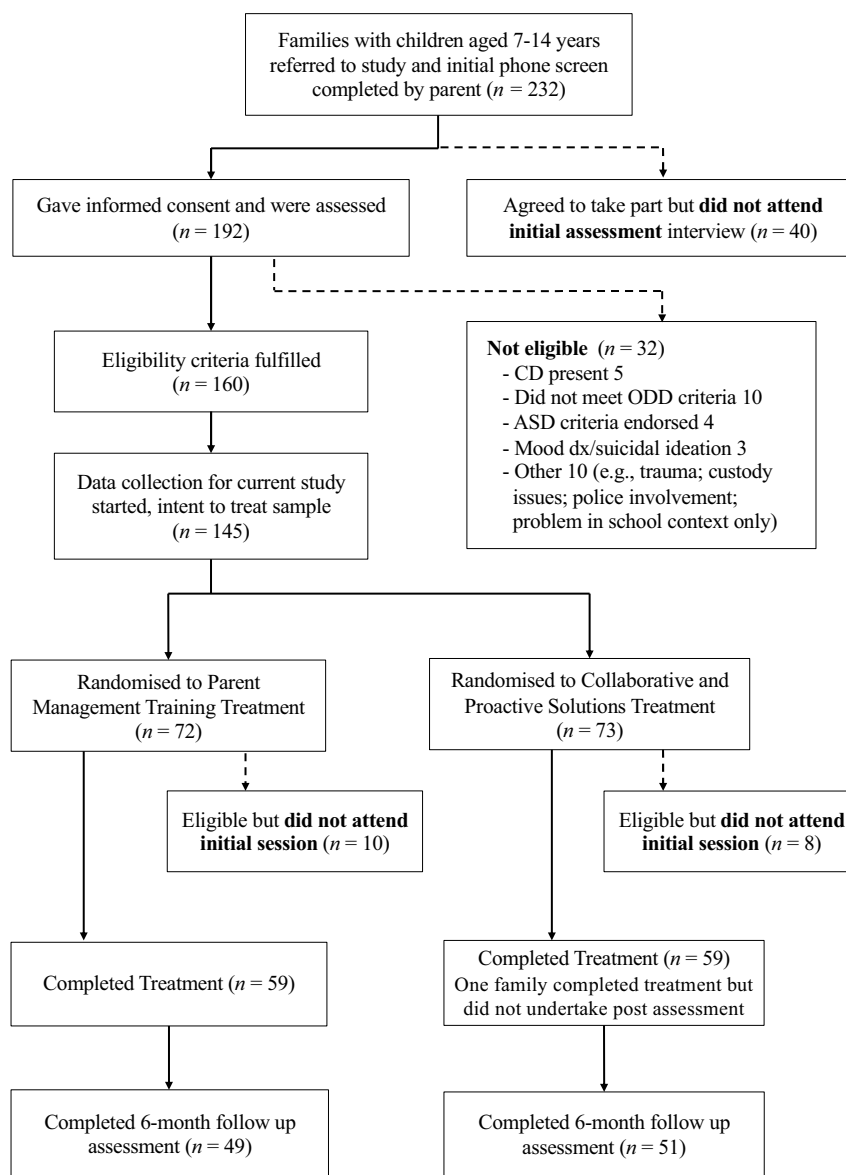 Families with children aged 7-14 years
referred to study and initial phone screen
completed by parent (n = 232)
Gave informed consent and were assessed
(n = 192)
Agreed to take part but did not attend
initial assessment interview (n = 40)
Not eligible (n = 32)
- CD present 5
- Did not meet ODD criteria 10
- ASD criteria endorsed 4
- Mood dx/suicidal ideation 3
- Other 10 (e.g., trauma; custody
issues; police involvement;
problem in school context only)
Eligibility criteria fulfilled
(n = 160)
Data collection for current study
started, intent to treat sample
(n = 145)
Randomised to Parent
Management Training Treatment
(n = 72)
Randomised to Collaborative and
Proactive Solutions Treatment
(n = 73)
Eligible but did not attend
initial session (n = 10)
Eligible but did not attend
initial session (n = 8)
Completed Treatment (n = 59)
Completed Treatment (n = 59)
One family completed treatment but
did not undertake post assessment
Completed 6-month follow up
assessment (n = 49)
Completed 6-month follow up
assessment (n = 51)